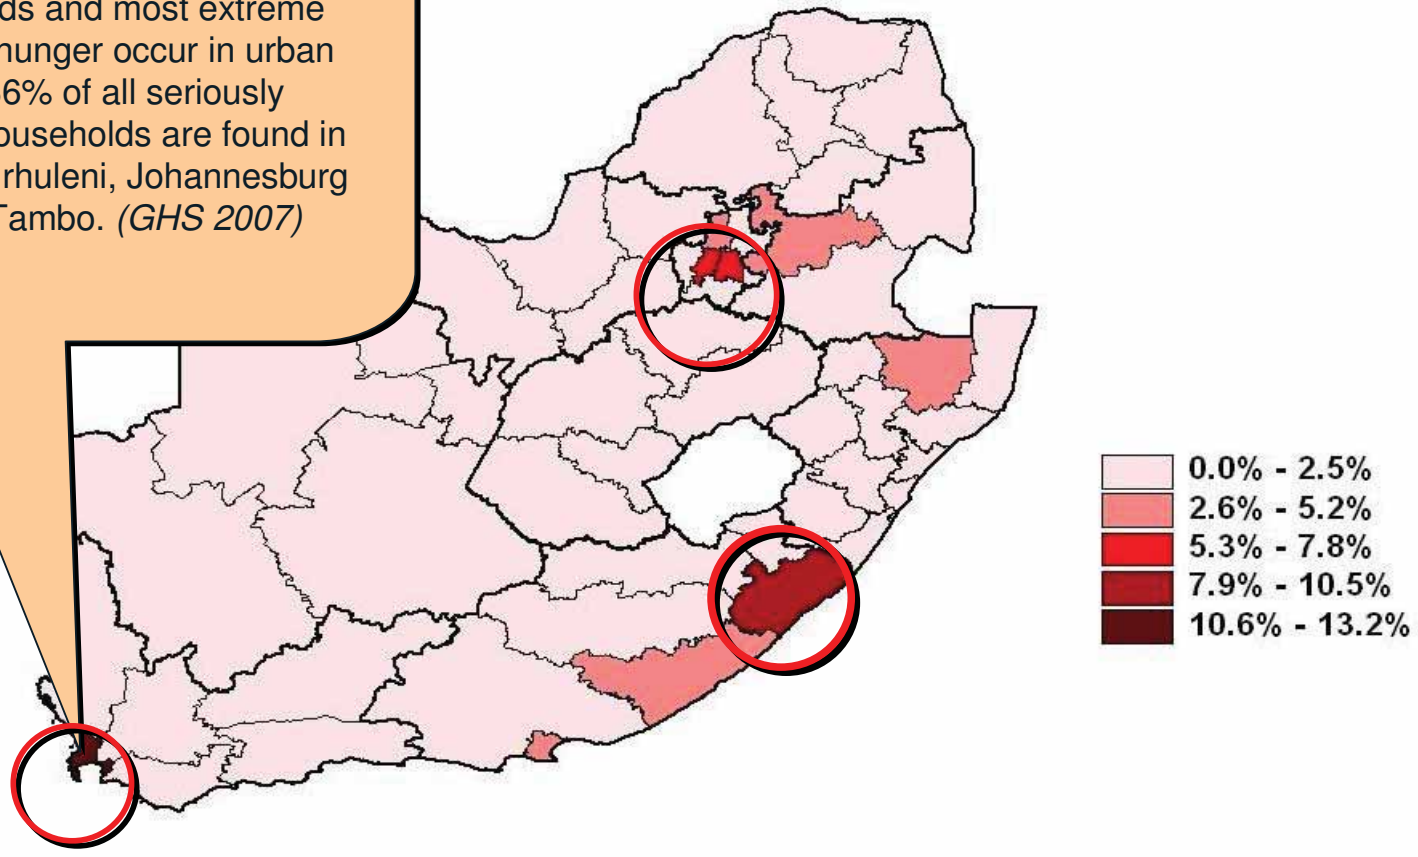 and most extreme
hunger occur in urban
6% of all seriously
households are found in
rhuleni, Johannesburg
Tambo. (GHS 2007)
0.0% - 2.5%
2.6% - 5.2%
5.3% - 7.8%
7.9% - 10.5%
10.6% - 13.2%